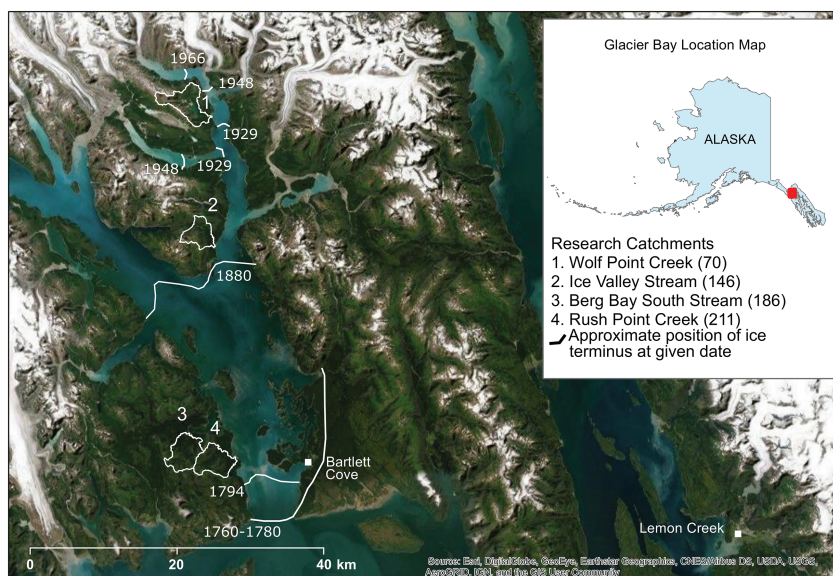 Glacier Bay Location Map
ALASKA
Research Catchments
1. Wolf Point Creek (70)
2. Ice Valley Stream (146)
3. Berg Bay South Stream (186)
4. Rush Point Creek (211)
Approximate position of ice
terminus at given date
1966
1948
1
1929
1948
1929
2
1880
3
4
Bartlett
Cove
1794
1760-1780
Lemon Creek
0
20
40 km
Source: Esri, DigitalGlobe, GeoEye, Earthstar Geographics, CNES/Airbus DS, USDA, USGS,
AeroGRID, IGN, and the GIS User Community